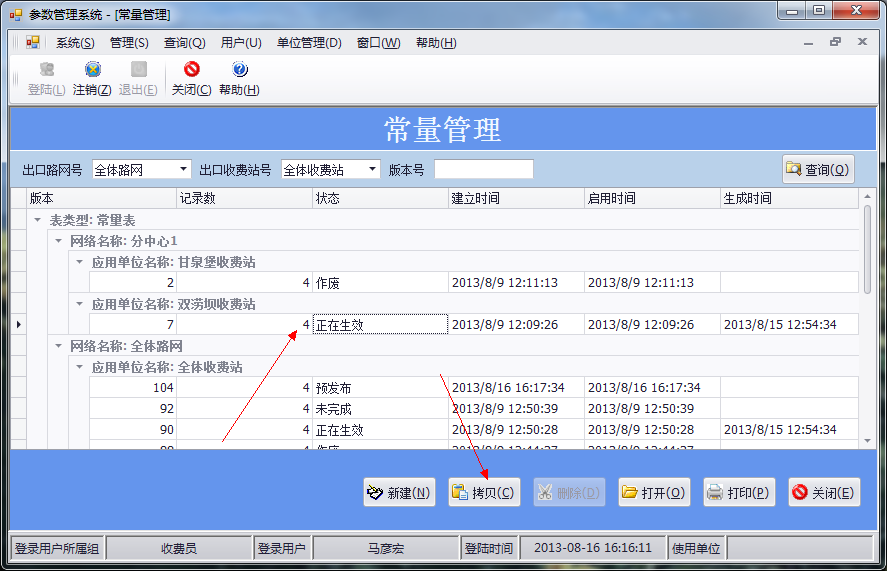 参数管理系统 - [常量管理]
系统(S) 管理(S) 查询(Q) 用户(U) 单位管理(D) 窗口(W) 帮助(H)
登陆(L) 注销(Z) 退出(E) 关闭(C) 帮助(H)
常量管理
出口路网号 全体路网 出口收费站号 全体收费站 版本号 查询(Q)
版本 记录数 状态 建立时间 启用时间 生成时间
表类型: 常量表
网络名称: 分中心1
应用单位名称: 甘泉堡收费站
2 4 作废 2013/8/9 12:11:13 2013/8/9 12:11:13
应用单位名称: 双涝坝收费站
7 4 正在生效 2013/8/9 12:09:26 2013/8/9 12:09:26 2013/8/15 12:54:34
网络名称: 全体路网
应用单位名称: 全体收费站
104 4 预发布 2013/8/16 16:17:34 2013/8/16 16:17:34
92 4 未完成 2013/8/9 12:50:39 2013/8/9 12:50:39
90 4 正在生效 2013/8/9 12:50:28 2013/8/9 12:50:28 2013/8/15 12:54:34
新建(N) 拷贝(C) 删除(D) 打开(O) 打印(P) 关闭(E)
登录用户所属组 收费员 登录用户 马彦宏 登陆时间 2013-08-16 16:16:11 使用单位